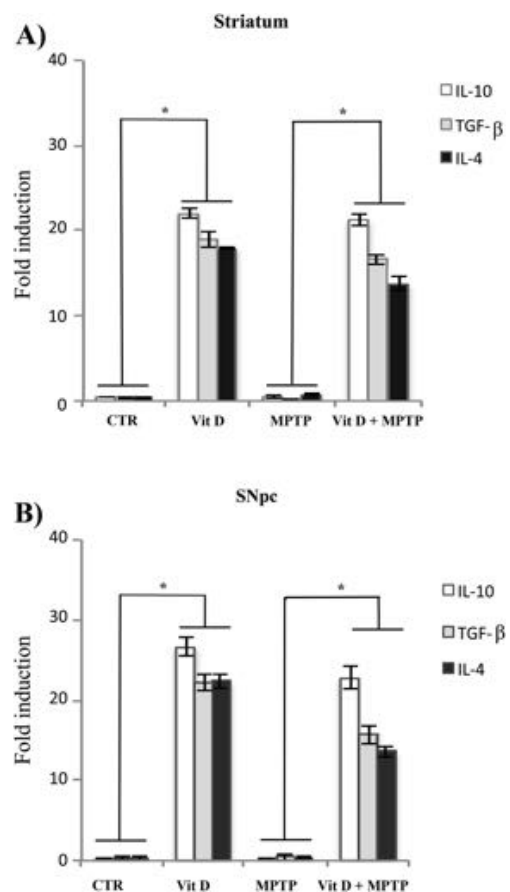 A)
Striatum
Fold induction
40
30
20
10
0
*
*
IL-10
TGF-β
IL-4
CTR
Vit D
MPTP
Vit D + MPTP
B)
SNpc
Fold induction
40
30
20
10
0
*
*
IL-10
TGF-β
IL-4
CTR
Vit D
MPTP
Vit D + MPTP